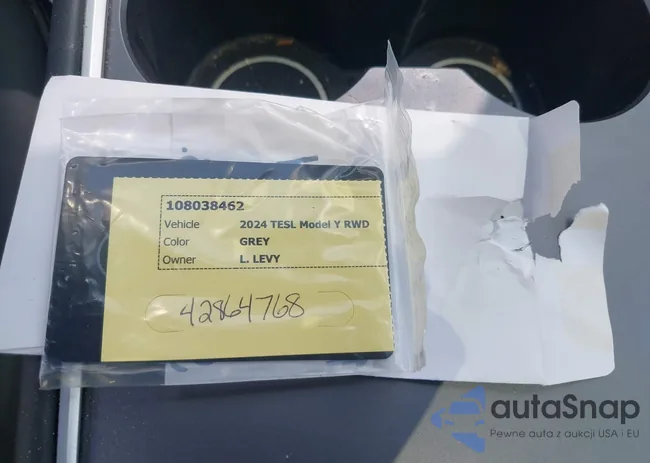 108038462
Vehicle 2024 TESL Model Y RWD
Color GREY
Owner L. LEVY
42864768
autaSnap
Pewne auta z aukcji USA i EU